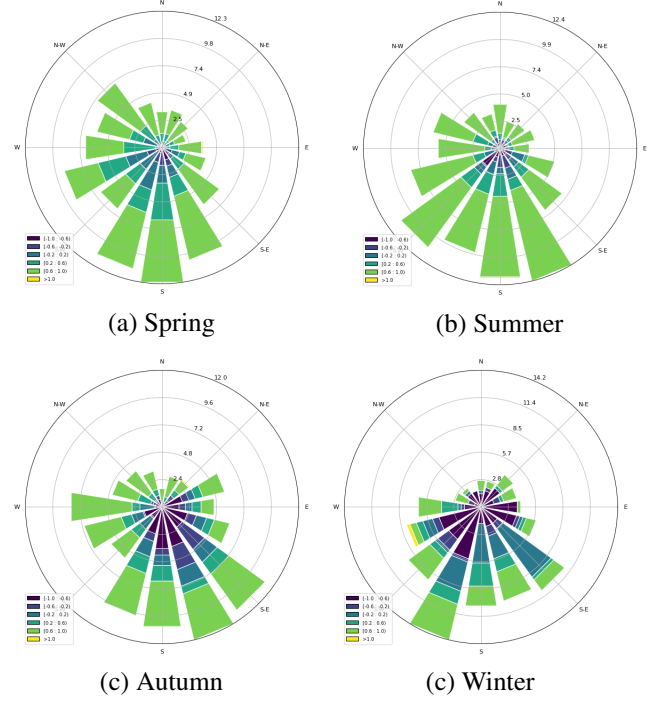 N
12.3
N-W
N-E
9.8
7.4
4.9
2.5
W
E
[-1.0 : -0.6)
[-0.6 : -0.2)
[-0.2 : 0.2)
[0.2 : 0.6)
[0.6 : 1.0)
>1.0
S-E
S
(a) Spring
N
12.4
N-W
N-E
9.9
7.4
5.0
2.5
W
E
[-1.0 : -0.6)
[-0.6 : -0.2)
[-0.2 : 0.2)
[0.2 : 0.6)
[0.6 : 1.0)
>1.0
S-E
S
(b) Summer
N
12.0
N-W
N-E
9.6
7.2
4.8
2.4
W
E
[-1.0 : -0.6)
[-0.6 : -0.2)
[-0.2 : 0.2)
[0.2 : 0.6)
[0.6 : 1.0)
>1.0
S-E
S
(c) Autumn
N
14.2
N-W
N-E
11.4
8.5
5.7
2.8
W
E
[-1.0 : -0.6)
[-0.6 : -0.2)
[-0.2 : 0.2)
[0.2 : 0.6)
[0.6 : 1.0)
>1.0
S-E
S
(c) Winter